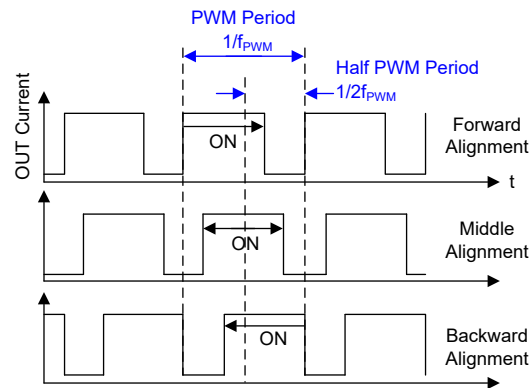 PWM Period
1/fPWM
Half PWM Period
1/2fPWM
OUT Current
ON
Forward
Alignment
t
ON
Middle
Alignment
ON
Backward
Alignment